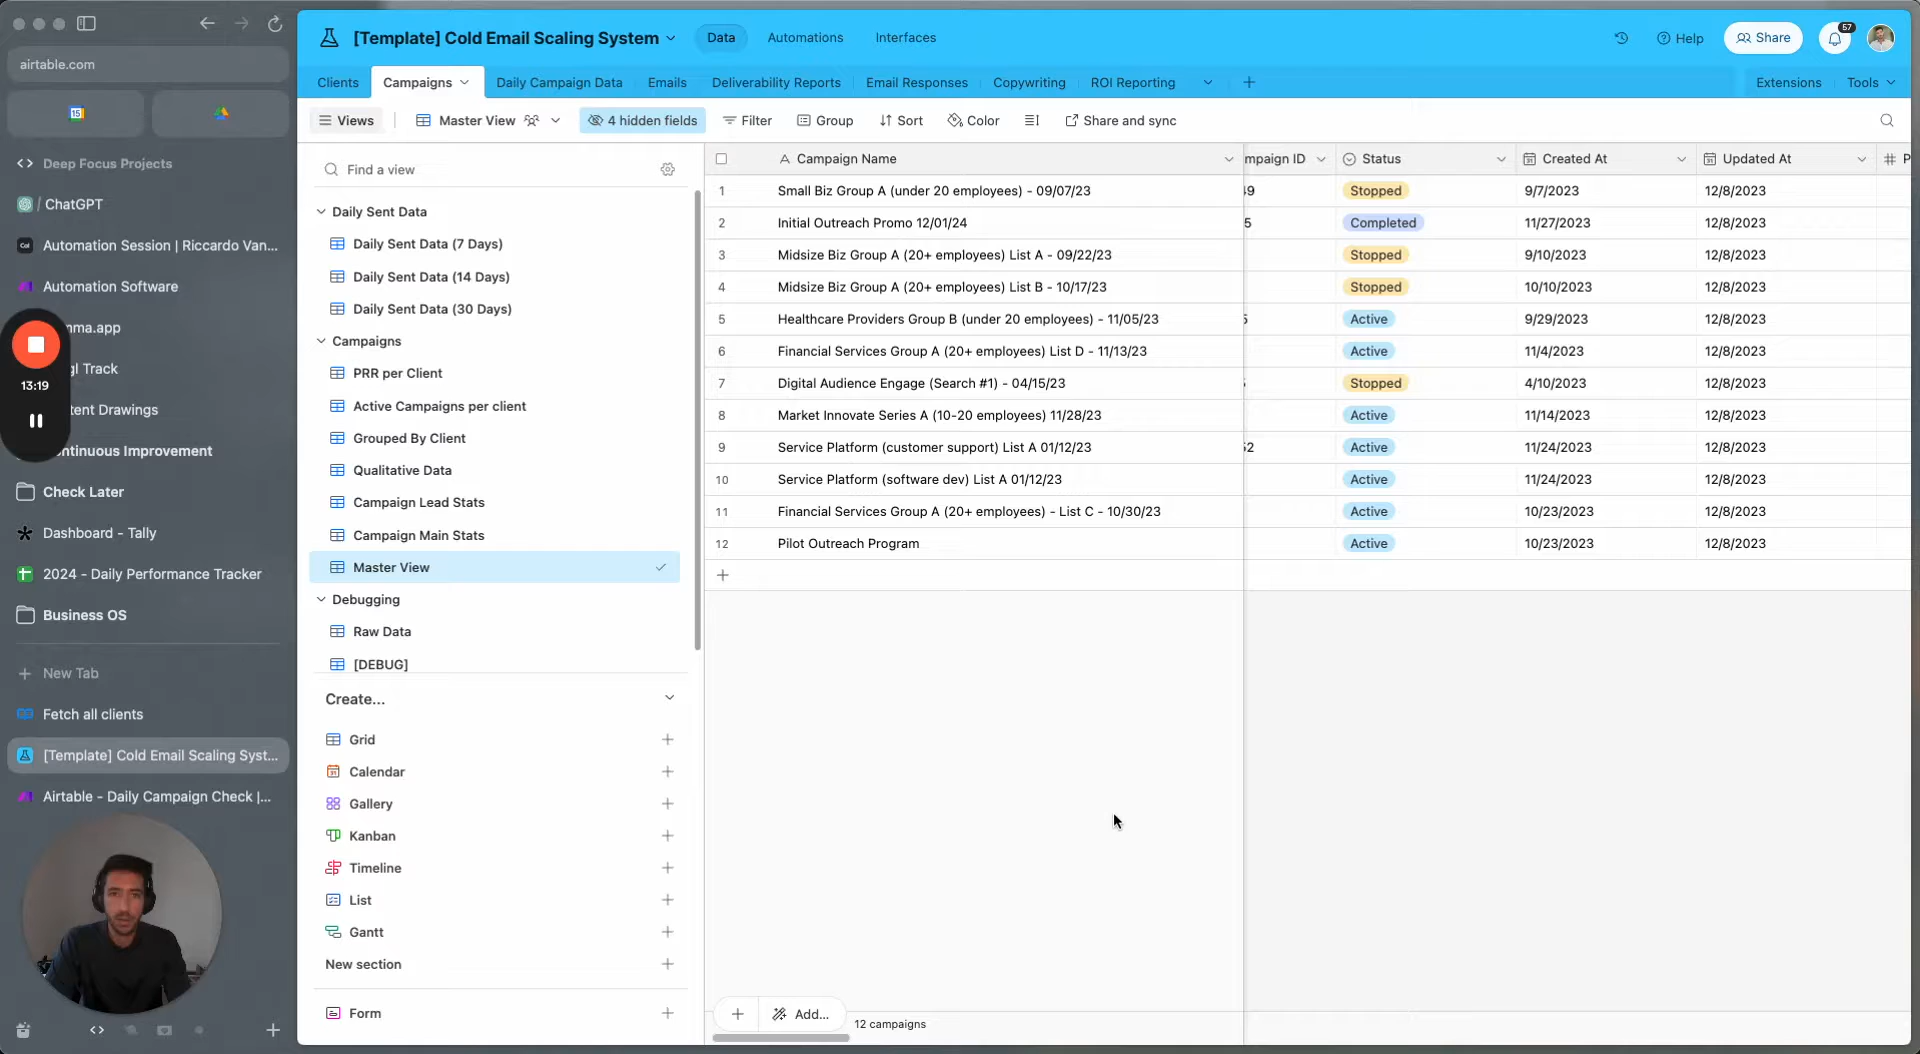 airtable.com
15
Deep Focus Projects
/ ChatGPT
Automation Session | Riccardo Van...
Automation Software
nma.app
gl Track
tent Drawings
ntinuous Improvement
Check Later
Dashboard - Tally
2024 - Daily Performance Tracker
Business OS
New Tab
Fetch all clients
[Template] Cold Email Scaling Syst...
Airtable - Daily Campaign Check |...
13:19
[Template] Cold Email Scaling System
Data
Automations
Interfaces
Help
Share
57
Clients
Campaigns
Daily Campaign Data
Emails
Deliverability Reports
Email Responses
Copywriting
ROI Reporting
Extensions
Tools
Views
Master View
4 hidden fields
Filter
Group
Sort
Color
Share and sync
Find a view
Daily Sent Data
Daily Sent Data (7 Days)
Daily Sent Data (14 Days)
Daily Sent Data (30 Days)
Campaigns
PRR per Client
Active Campaigns per client
Grouped By Client
Qualitative Data
Campaign Lead Stats
Campaign Main Stats
Master View
Debugging
Raw Data
[DEBUG]
Create...
Grid
Calendar
Gallery
Kanban
Timeline
List
Gantt
New section
Form
Campaign Name mpaign ID Status Created At Updated At P
1 Small Biz Group A (under 20 employees) - 09/07/23 49 Stopped 9/7/2023 12/8/2023
2 Initial Outreach Promo 12/01/24 5 Completed 11/27/2023 12/8/2023
3 Midsize Biz Group A (20+ employees) List A - 09/22/23 Stopped 9/10/2023 12/8/2023
4 Midsize Biz Group A (20+ employees) List B - 10/17/23 Stopped 10/10/2023 12/8/2023
5 Healthcare Providers Group B (under 20 employees) - 11/05/23 Active 9/29/2023 12/8/2023
6 Financial Services Group A (20+ employees) List D - 11/13/23 Active 11/4/2023 12/8/2023
7 Digital Audience Engage (Search #1) - 04/15/23 Stopped 4/10/2023 12/8/2023
8 Market Innovate Series A (10-20 employees) 11/28/23 Active 11/14/2023 12/8/2023
9 Service Platform (customer support) List A 01/12/23 52 Active 11/24/2023 12/8/2023
10 Service Platform (software dev) List A 01/12/23 Active 11/24/2023 12/8/2023
11 Financial Services Group A (20+ employees) - List C - 10/30/23 Active 10/23/2023 12/8/2023
12 Pilot Outreach Program Active 10/23/2023 12/8/2023
Add...
12 campaigns